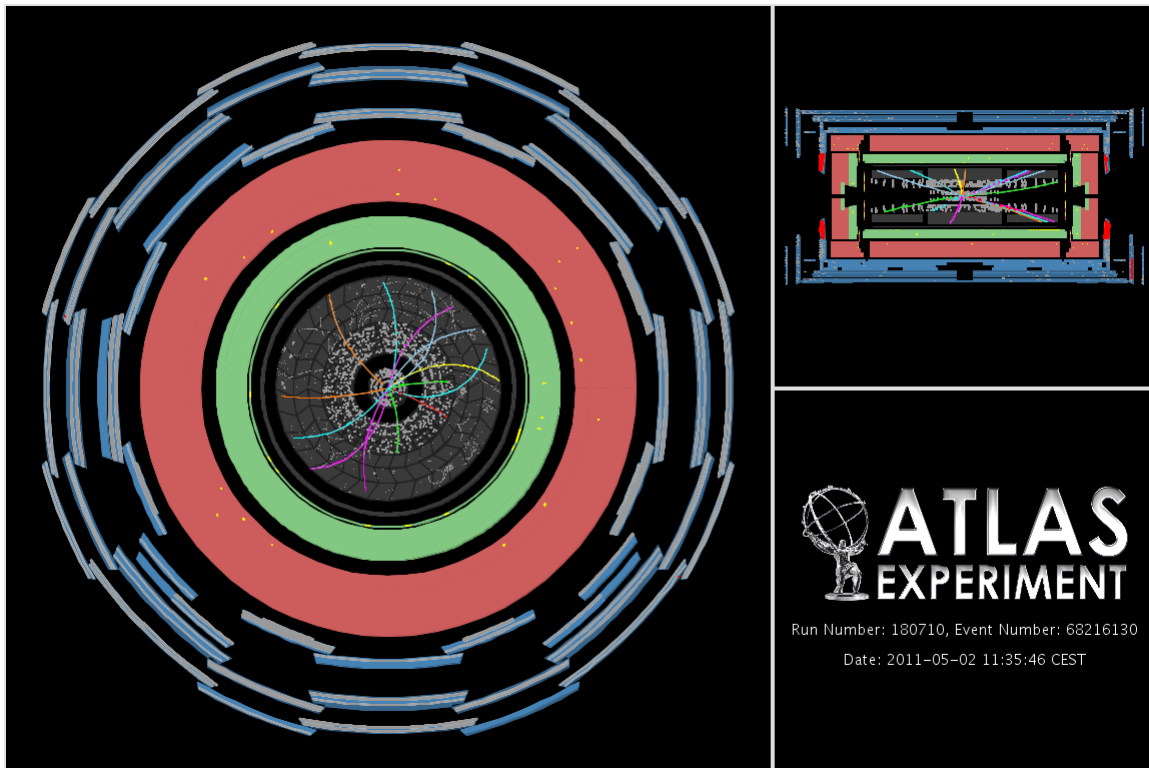 ATLAS
EXPERIMENT
Run Number: 180710, Event Number: 68216130
Date: 2011-05-02 11:35:46 CEST